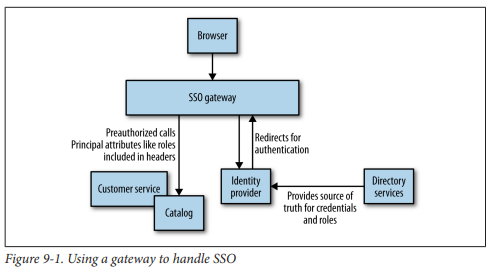 Browser
SSO gateway
Preauthorized calls
Principal attributes like roles
included in headers
Redirects for
authentication
Customer service
Catalog
Identity
provider
Directory
services
Provides source of
truth for credentials
and roles
Figure 9-1. Using a gateway to handle SSO